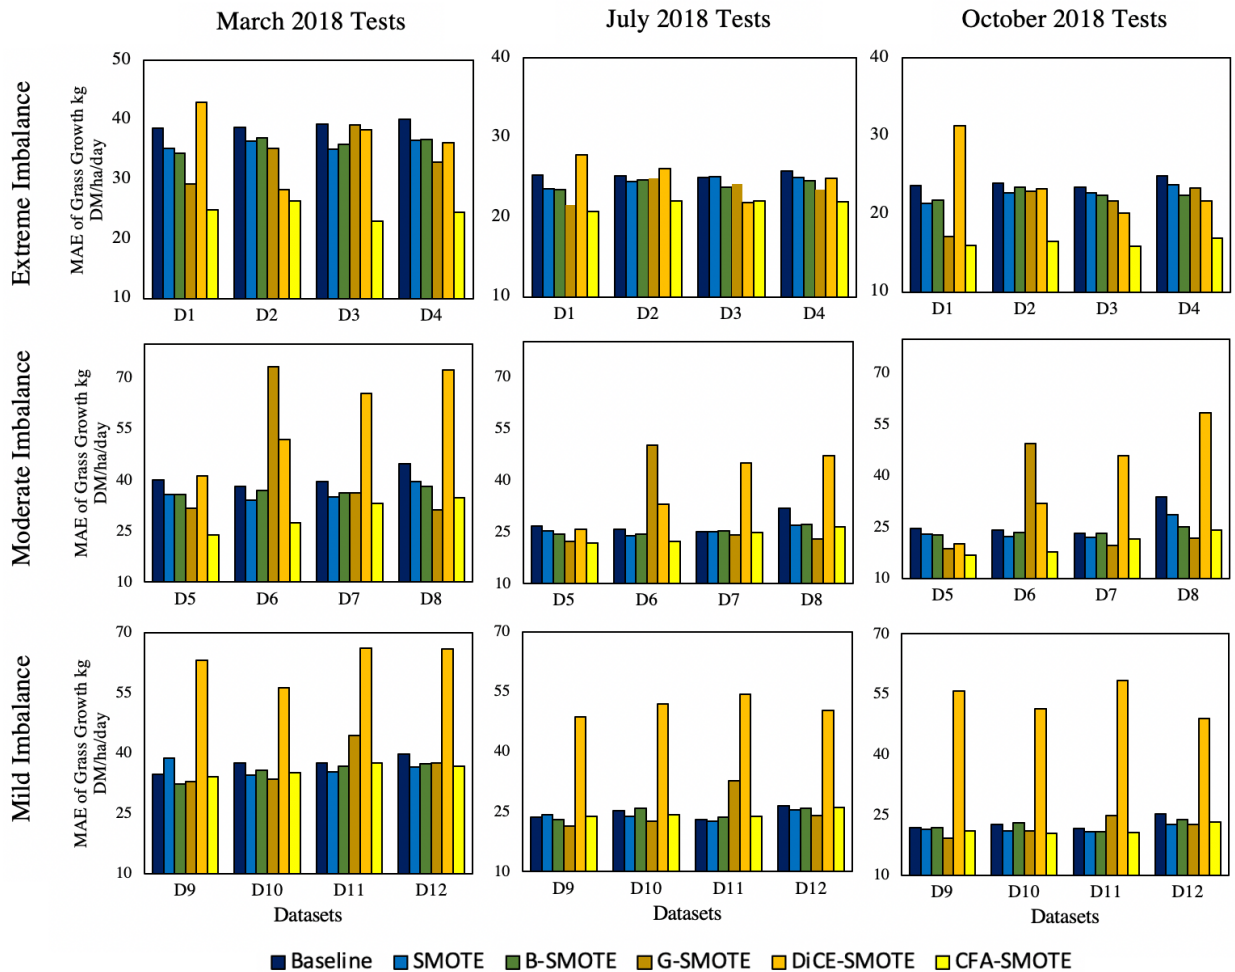 March 2018 Tests
July 2018 Tests
October 2018 Tests
Extreme Imbalance
MAE of Grass Growth kg
DM/ha/day
50
40
30
20
10
D1 D2 D3 D4
40
30
20
10
D1 D2 D3 D4
40
30
20
10
D1 D2 D3 D4
Moderate Imbalance
MAE of Grass Growth kg
DM/ha/day
70
55
40
25
10
D5 D6 D7 D8
70
55
40
25
10
D5 D6 D7 D8
70
55
40
25
10
D5 D6 D7 D8
Mild Imbalance
MAE of Grass Growth kg
DM/ha/day
70
55
40
25
10
D9 D10 D11 D12
Datasets
70
55
40
25
10
D9 D10 D11 D12
Datasets
70
55
40
25
10
D9 D10 D11 D12
Datasets
Baseline SMOTE B-SMOTE G-SMOTE DiCE-SMOTE CFA-SMOTE